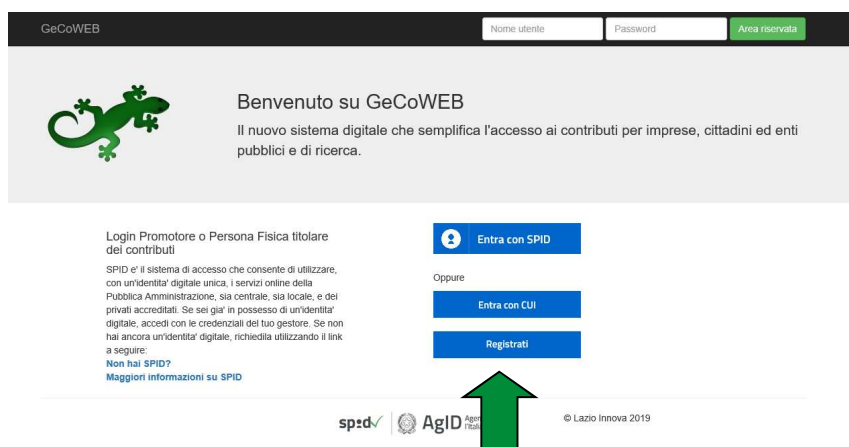 GeCoWEB
Nome utente
Password
Area riservata
Benvenuto su GeCoWEB
Il nuovo sistema digitale che semplifica l'accesso ai contributi per imprese, cittadini ed enti
pubblici e di ricerca.
Login Promotore o Persona Fisica titolare
dei contributi
SPID e' il sistema di accesso che consente di utilizzare,
con un'identita' digitale unica, i servizi online della
Pubblica Amministrazione, sia centrale, sia locale, e dei
privati accreditati. Se sei gia' in possesso di un'identita'
digitale, accedi con le credenziali del tuo gestore. Se non
hai ancora un'identita' digitale, richiedila utilizzando il link
a seguire:
Non hai SPID?
Maggiori informazioni su SPID
Entra con SPID
Oppure
Entra con CUI
Registrati
spid
AgID
© Lazio Innova 2019